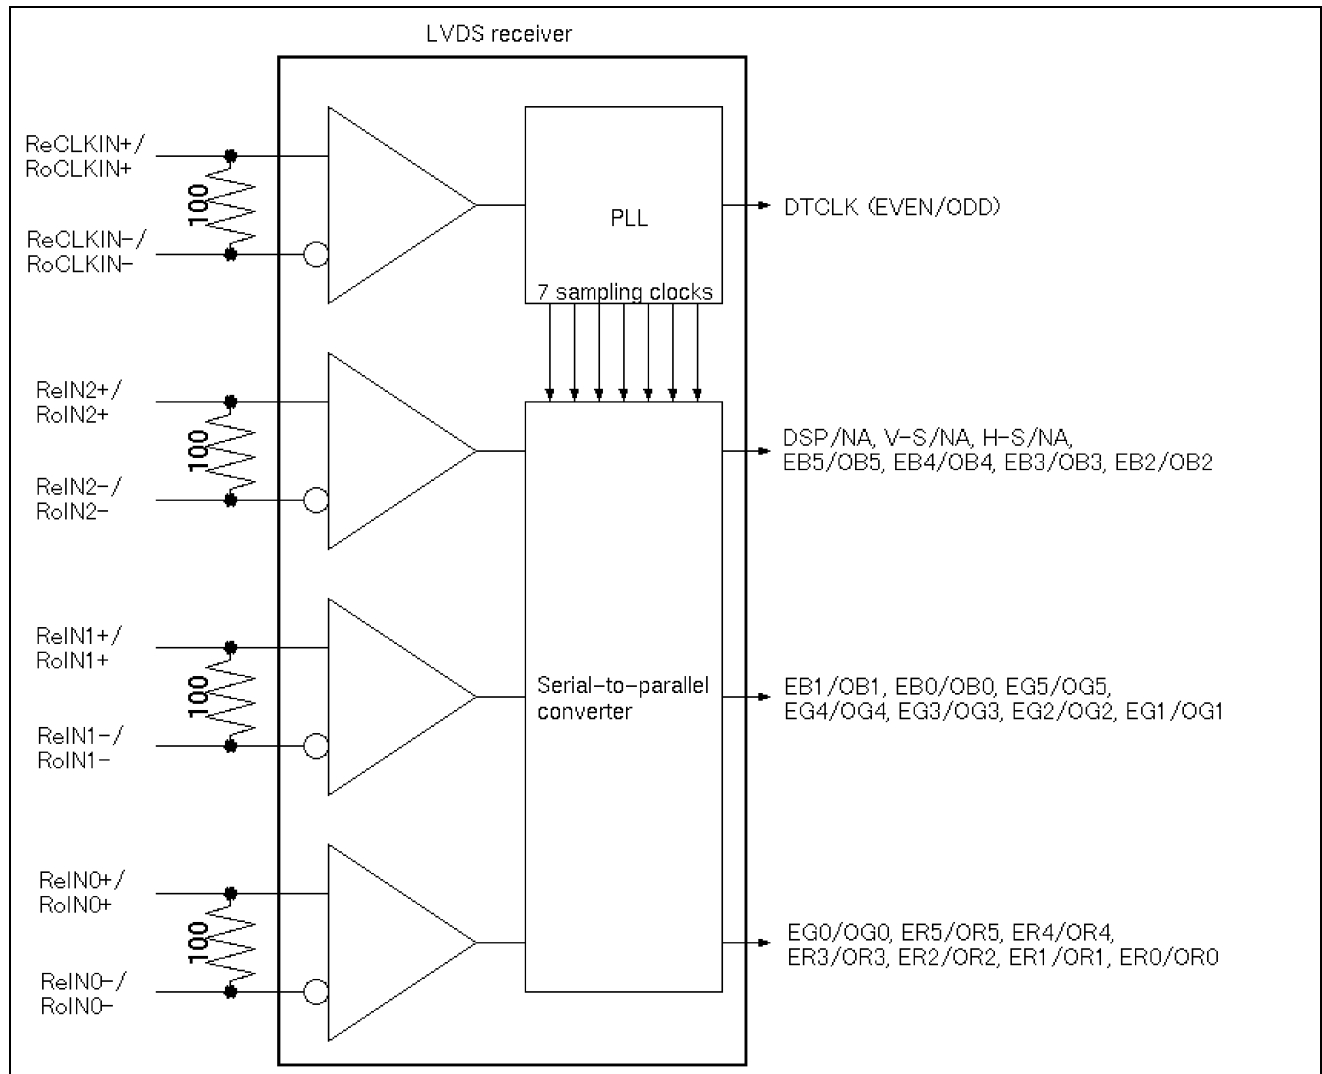 LVDS receiver
ReCLKIN+/
RoCLKIN+
100
ReCLKIN-/
RoCLKIN-
PLL
7 sampling clocks
DTCLK (EVEN/ODD)
ReIN2+/
RoIN2+
100
ReIN2-/
RoIN2-
DSP/NA, V-S/NA, H-S/NA,
EB5/OB5, EB4/OB4, EB3/OB3, EB2/OB2
ReIN1+/
RoIN1+
100
ReIN1-/
RoIN1-
Serial-to-parallel
converter
EB1/OB1, EB0/OB0, EG5/OG5,
EG4/OG4, EG3/OG3, EG2/OG2, EG1/OG1
ReIN0+/
RoIN0+
100
ReIN0-/
RoIN0-
EG0/OG0, ER5/OR5, ER4/OR4,
ER3/OR3, ER2/OR2, ER1/OR1, ER0/OR0